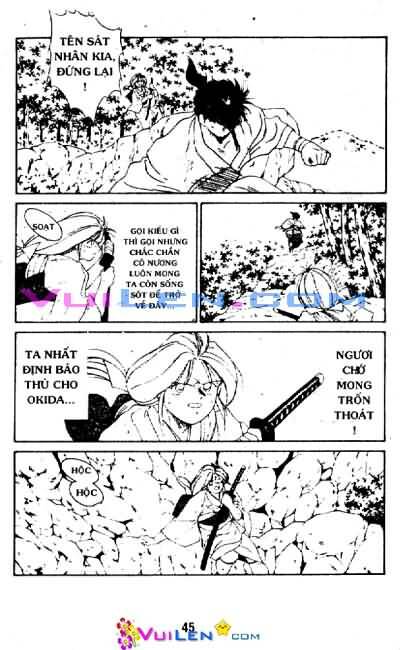 TÊN SÁT
NHÂN KIA,
ĐỨNG LẠI
!
SOẠT
GỌI KIỂU GÌ
THÌ GỌI NHƯNG
CHẮC CHẮN
CÔ NƯƠNG
LUÔN MONG
TA CÒN SỐNG
SÓT ĐỂ TRỞ
VỀ ĐÂY...
VUILEN.COM
TA NHẤT
ĐỊNH BÁO
THÙ CHO
OKIDA...
NGƯƠI
CHỚ
MONG
TRỐN
THOÁT
!
HỘC
HỘC
45
VUILEN.COM